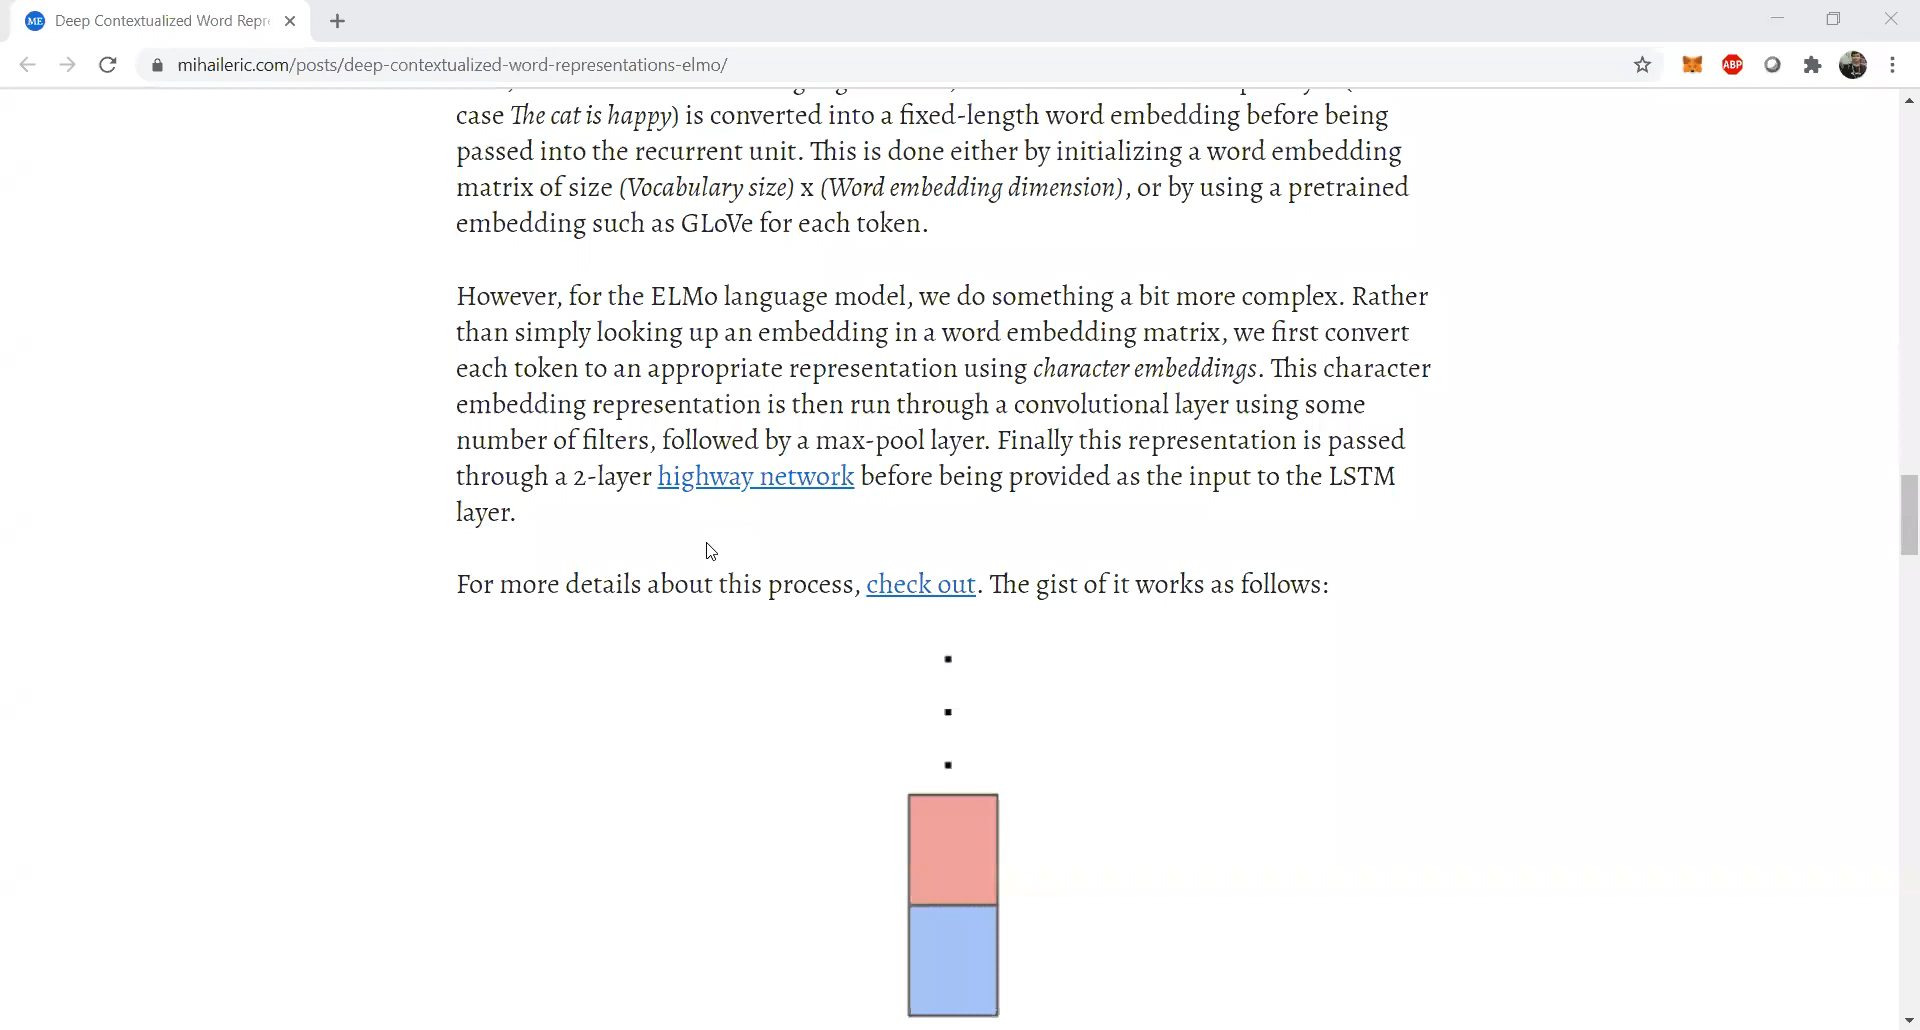 ME Deep Contextualized Word Repr
mihaileric.com/posts/deep-contextualized-word-representations-elmo/
ABP
case The cat is happy) is converted into a fixed-length word embedding before being
passed into the recurrent unit. This is done either by initializing a word embedding
matrix of size (Vocabulary size) x (Word embedding dimension), or by using a pretrained
embedding such as GLoVe for each token.
However, for the ELMo language model, we do something a bit more complex. Rather
than simply looking up an embedding in a word embedding matrix, we first convert
each token to an appropriate representation using character embeddings. This character
embedding representation is then run through a convolutional layer using some
number of filters, followed by a max-pool layer. Finally this representation is passed
through a 2-layer highway network before being provided as the input to the LSTM
layer.
For more details about this process, check out. The gist of it works as follows: